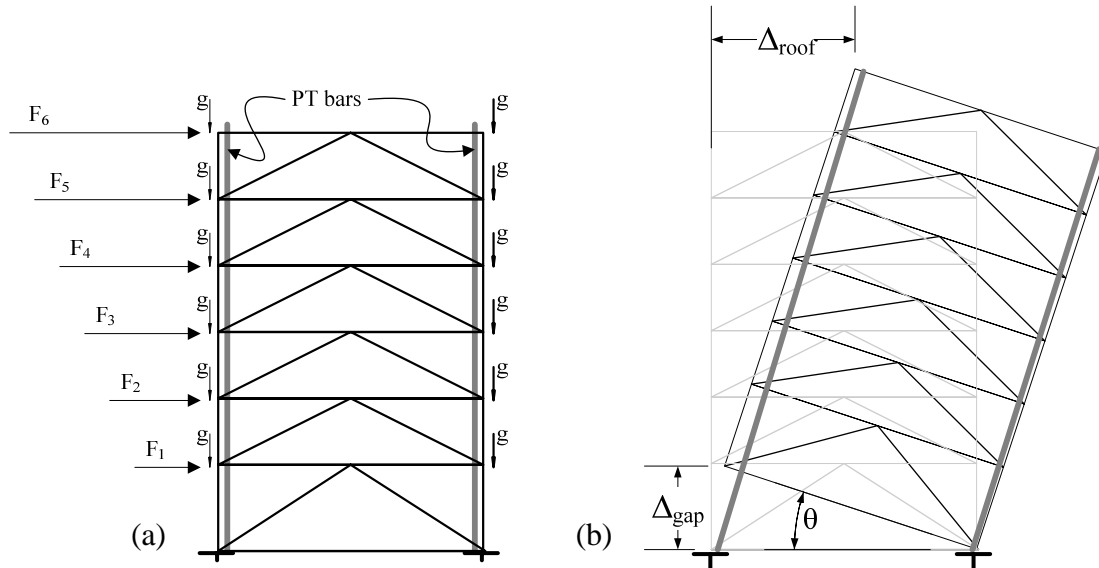 Δroof
g PT bars g
F6
g g
F5
g g
F4
g g
F3
g g
F2
g g
F1
Δgap
θ
(a) (b)